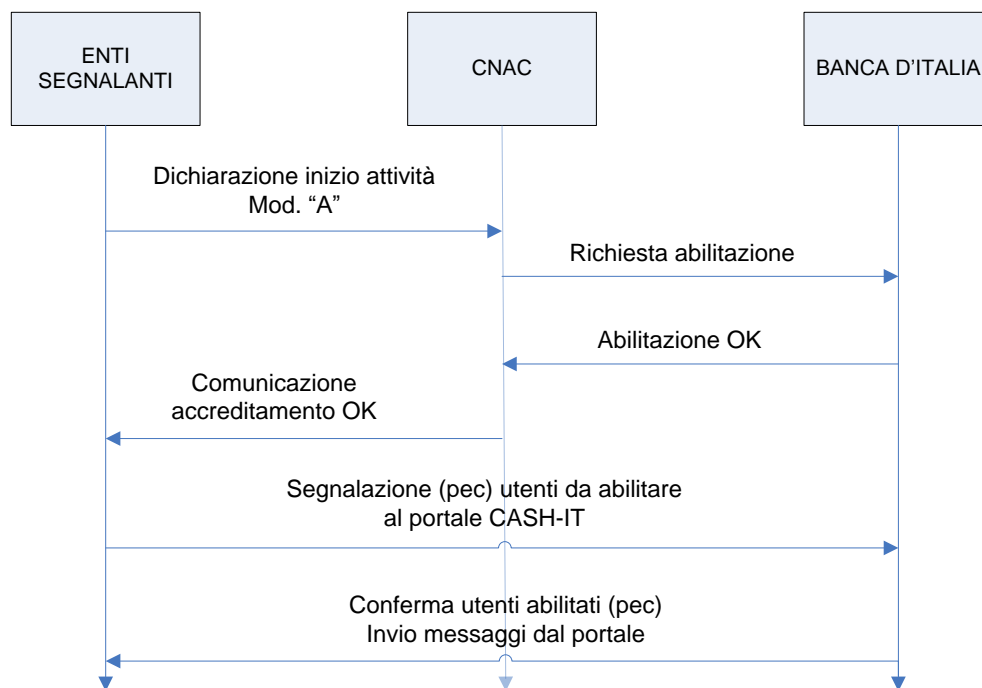 ENTI
SEGNALANTI
CNAC
BANCA D'ITALIA
Dichiarazione inizio attività
Mod. “A”
Richiesta abilitazione
Abilitazione OK
Comunicazione
accreditamento OK
Segnalazione (pec) utenti da abilitare
al portale CASH-IT
Conferma utenti abilitati (pec)
Invio messaggi dal portale